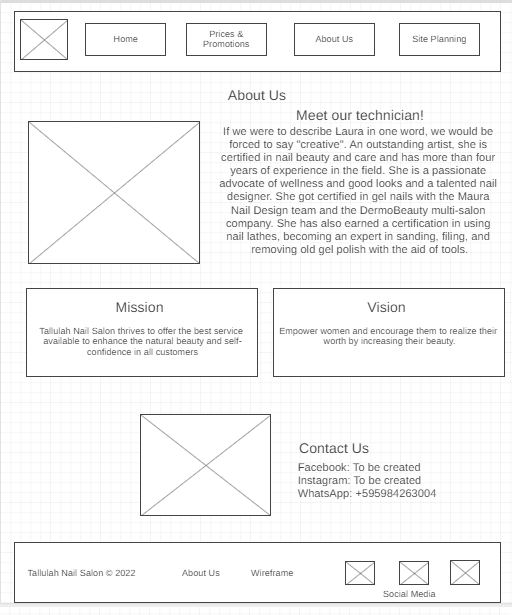 Home
Prices &
Promotions
About Us
Site Planning
About Us
Meet our technician!
If we were to describe Laura in one word, we would be
forced to say "creative". An outstanding artist, she is
certified in nail beauty and care and has more than four
years of experience in the field. She is a passionate
advocate of wellness and good looks and a talented nail
designer. She got certified in gel nails with the Maura
Nail Design team and the DermoBeauty multi-salon
company. She has also earned a certification in using
nail lathes, becoming an expert in sanding, filing, and
removing old gel polish with the aid of tools.
Mission
Tallulah Nail Salon thrives to offer the best service
available to enhance the natural beauty and self-
confidence in all customers
Vision
Empower women and encourage them to realize their
worth by increasing their beauty.
Contact Us
Facebook: To be created
Instagram: To be created
WhatsApp: +595984263004
Tallulah Nail Salon © 2022
About Us
Wireframe
Social Media